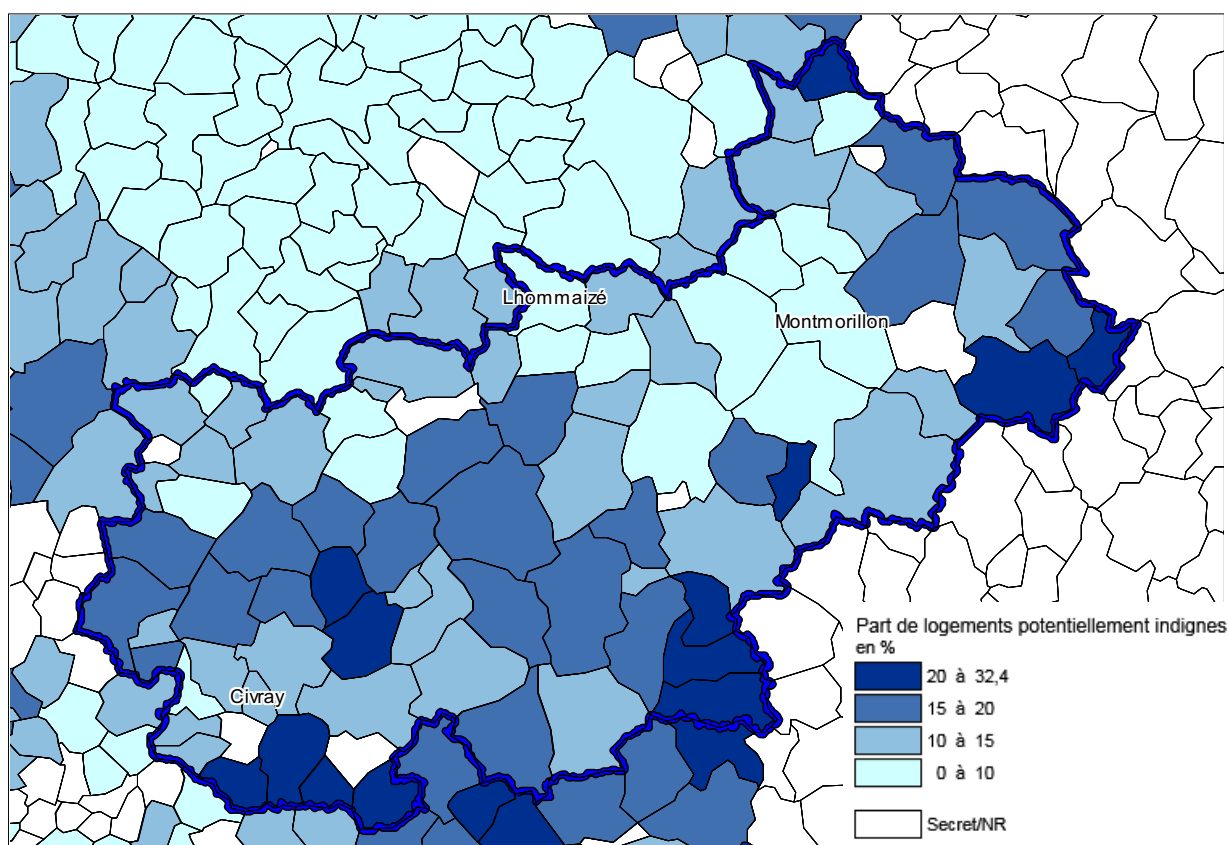 Lhommaizé
Montmorillon
Civray
Part de logements potentiellement indignes
en %
20 à 32,4
15 à 20
10 à 15
0 à 10
Secret/NR